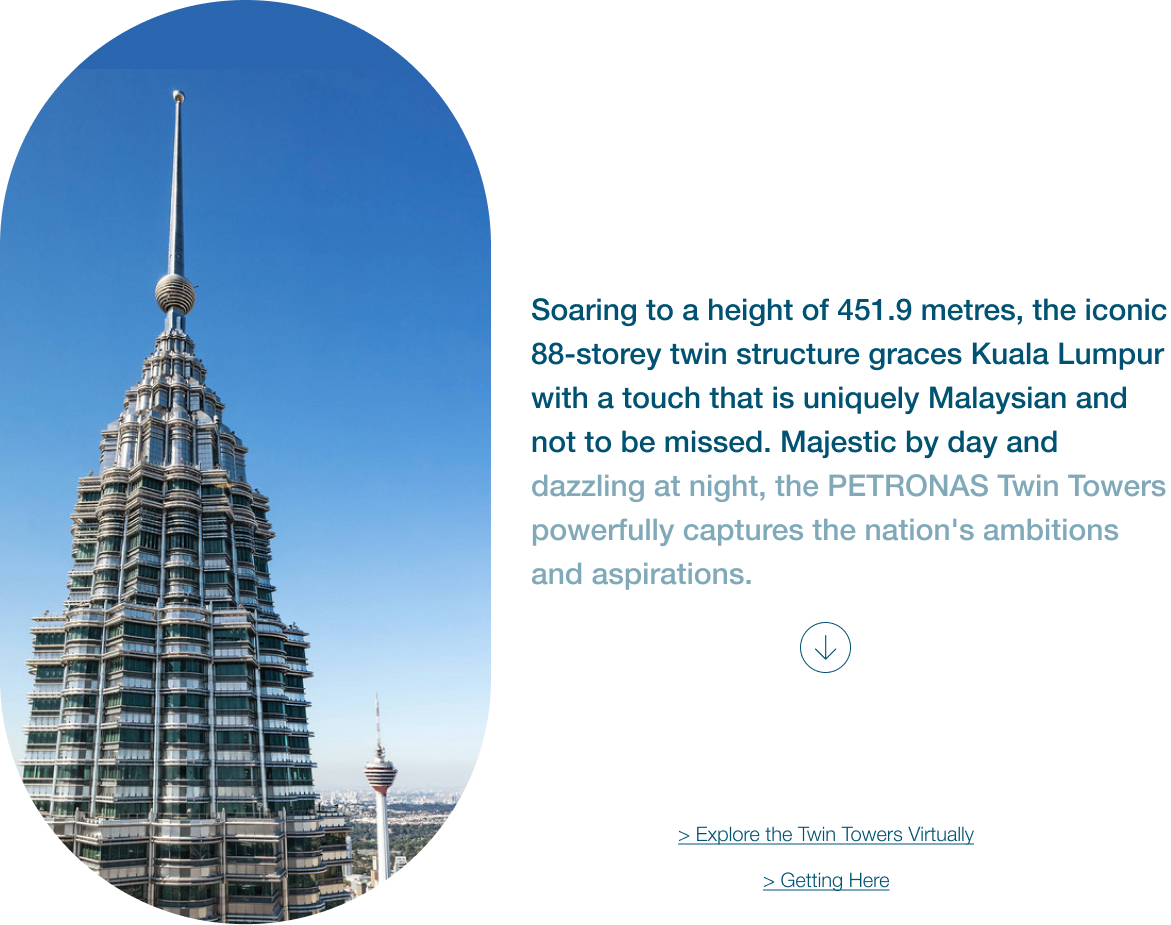 Soaring to a height of 451.9 metres, the iconic
88-storey twin structure graces Kuala Lumpur
with a touch that is uniquely Malaysian and
not to be missed. Majestic by day and
dazzling at night, the PETRONAS Twin Towers
powerfully captures the nation's ambitions
and aspirations.
> Explore the Twin Towers Virtually
> Getting Here